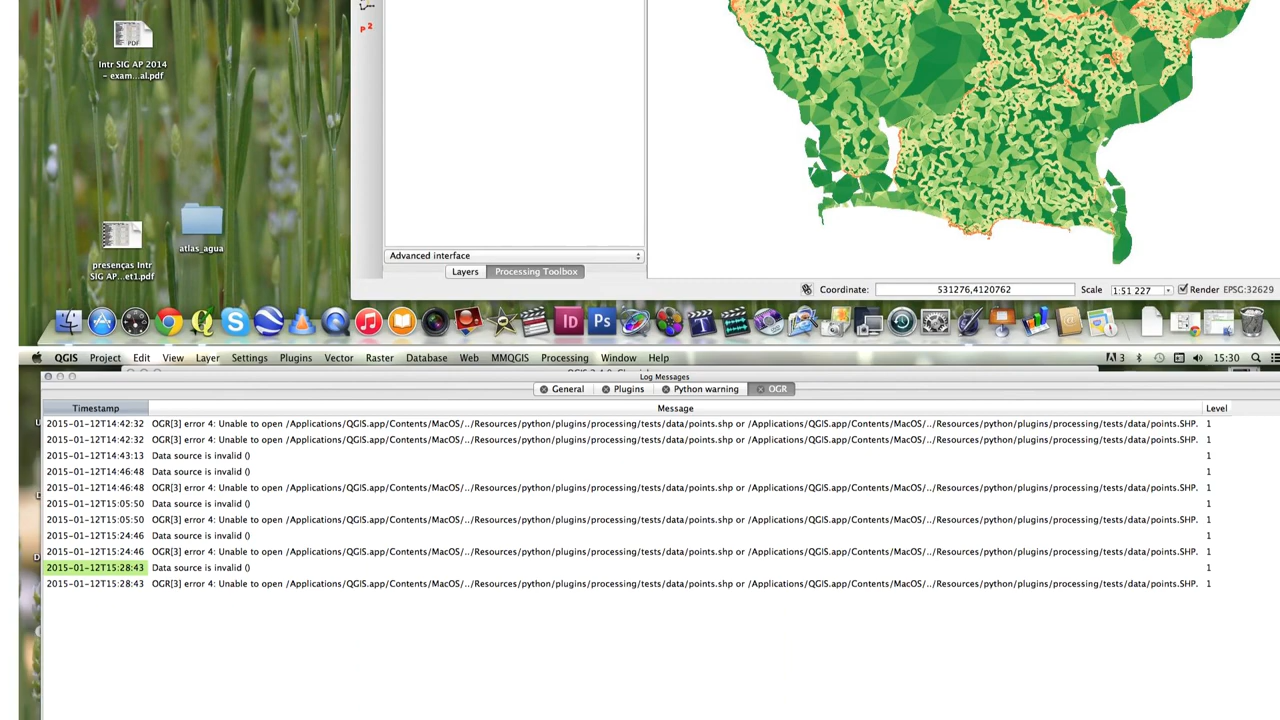 PDF
Intr SIG AP 2014
– exam...al.pdf
atlas_agua
presenças Intr
SIG AP...et1.pdf
p 2
Advanced interface
Layers
Processing Toolbox
Coordinate:
531276,4120762
Scale
1:51 227
Render
EPSG:32629
Id
Ps
T
QGIS Project Edit View Layer Settings Plugins Vector Raster Database Web MMQGIS Processing Window Help
3
15:30
Log Messages
General
Plugins
Python warning
OGR
Timestamp Message Level
2015-01-12T14:42:32 OGR[3] error 4: Unable to open /Applications/QGIS.app/Contents/MacOS/../Resources/python/plugins/processing/tests/data/points.shp or /Applications/QGIS.app/Contents/MacOS/../Resources/python/plugins/processing/tests/data/points.SHP. 1
2015-01-12T14:42:32 OGR[3] error 4: Unable to open /Applications/QGIS.app/Contents/MacOS/../Resources/python/plugins/processing/tests/data/points.shp or /Applications/QGIS.app/Contents/MacOS/../Resources/python/plugins/processing/tests/data/points.SHP. 1
2015-01-12T14:43:13 Data source is invalid () 1
2015-01-12T14:46:48 Data source is invalid () 1
2015-01-12T14:46:48 OGR[3] error 4: Unable to open /Applications/QGIS.app/Contents/MacOS/../Resources/python/plugins/processing/tests/data/points.shp or /Applications/QGIS.app/Contents/MacOS/../Resources/python/plugins/processing/tests/data/points.SHP. 1
2015-01-12T15:05:50 Data source is invalid () 1
2015-01-12T15:05:50 OGR[3] error 4: Unable to open /Applications/QGIS.app/Contents/MacOS/../Resources/python/plugins/processing/tests/data/points.shp or /Applications/QGIS.app/Contents/MacOS/../Resources/python/plugins/processing/tests/data/points.SHP. 1
2015-01-12T15:24:46 Data source is invalid () 1
2015-01-12T15:24:46 OGR[3] error 4: Unable to open /Applications/QGIS.app/Contents/MacOS/../Resources/python/plugins/processing/tests/data/points.shp or /Applications/QGIS.app/Contents/MacOS/../Resources/python/plugins/processing/tests/data/points.SHP. 1
2015-01-12T15:28:43 Data source is invalid () 1
2015-01-12T15:28:43 OGR[3] error 4: Unable to open /Applications/QGIS.app/Contents/MacOS/../Resources/python/plugins/processing/tests/data/points.shp or /Applications/QGIS.app/Contents/MacOS/../Resources/python/plugins/processing/tests/data/points.SHP. 1